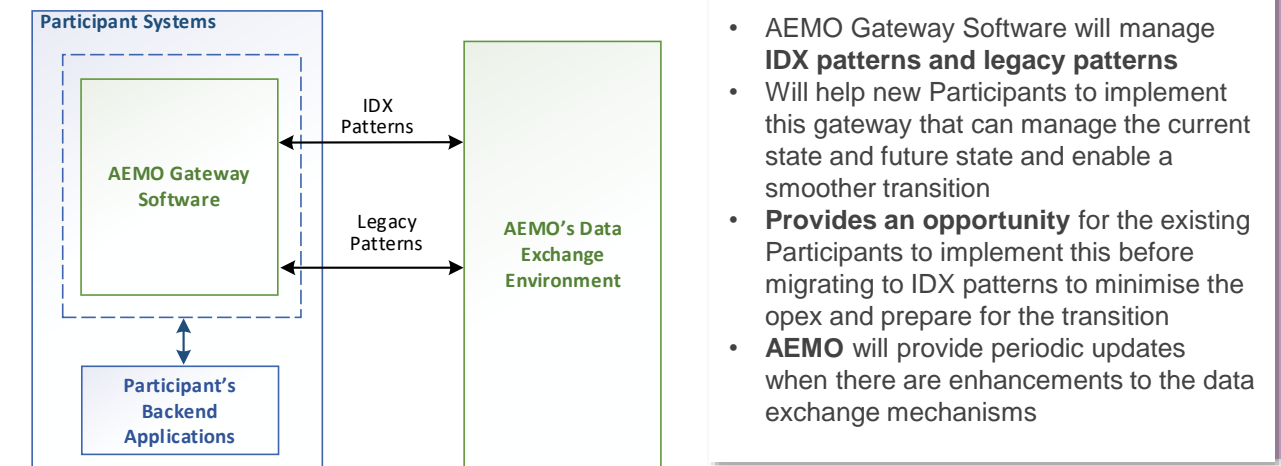 Participant Systems
AEMO Gateway
Software
IDX
Patterns
Legacy
Patterns
AEMO's Data
Exchange
Environment
Participant's
Backend
Applications
• AEMO Gateway Software will manage
IDX patterns and legacy patterns
• Will help new Participants to implement
this gateway that can manage the current
state and future state and enable a
smoother transition
• Provides an opportunity for the existing
Participants to implement this before
migrating to IDX patterns to minimise the
opex and prepare for the transition
• AEMO will provide periodic updates
when there are enhancements to the data
exchange mechanisms